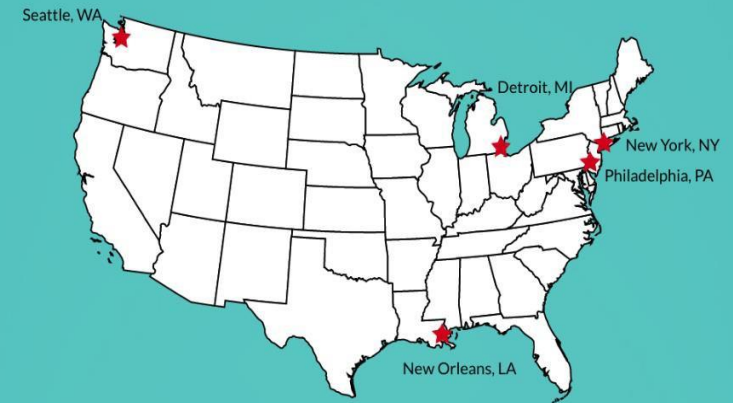 Seattle, WA
Detroit, MI
New York, NY
Philadelphia, PA
New Orleans, LA